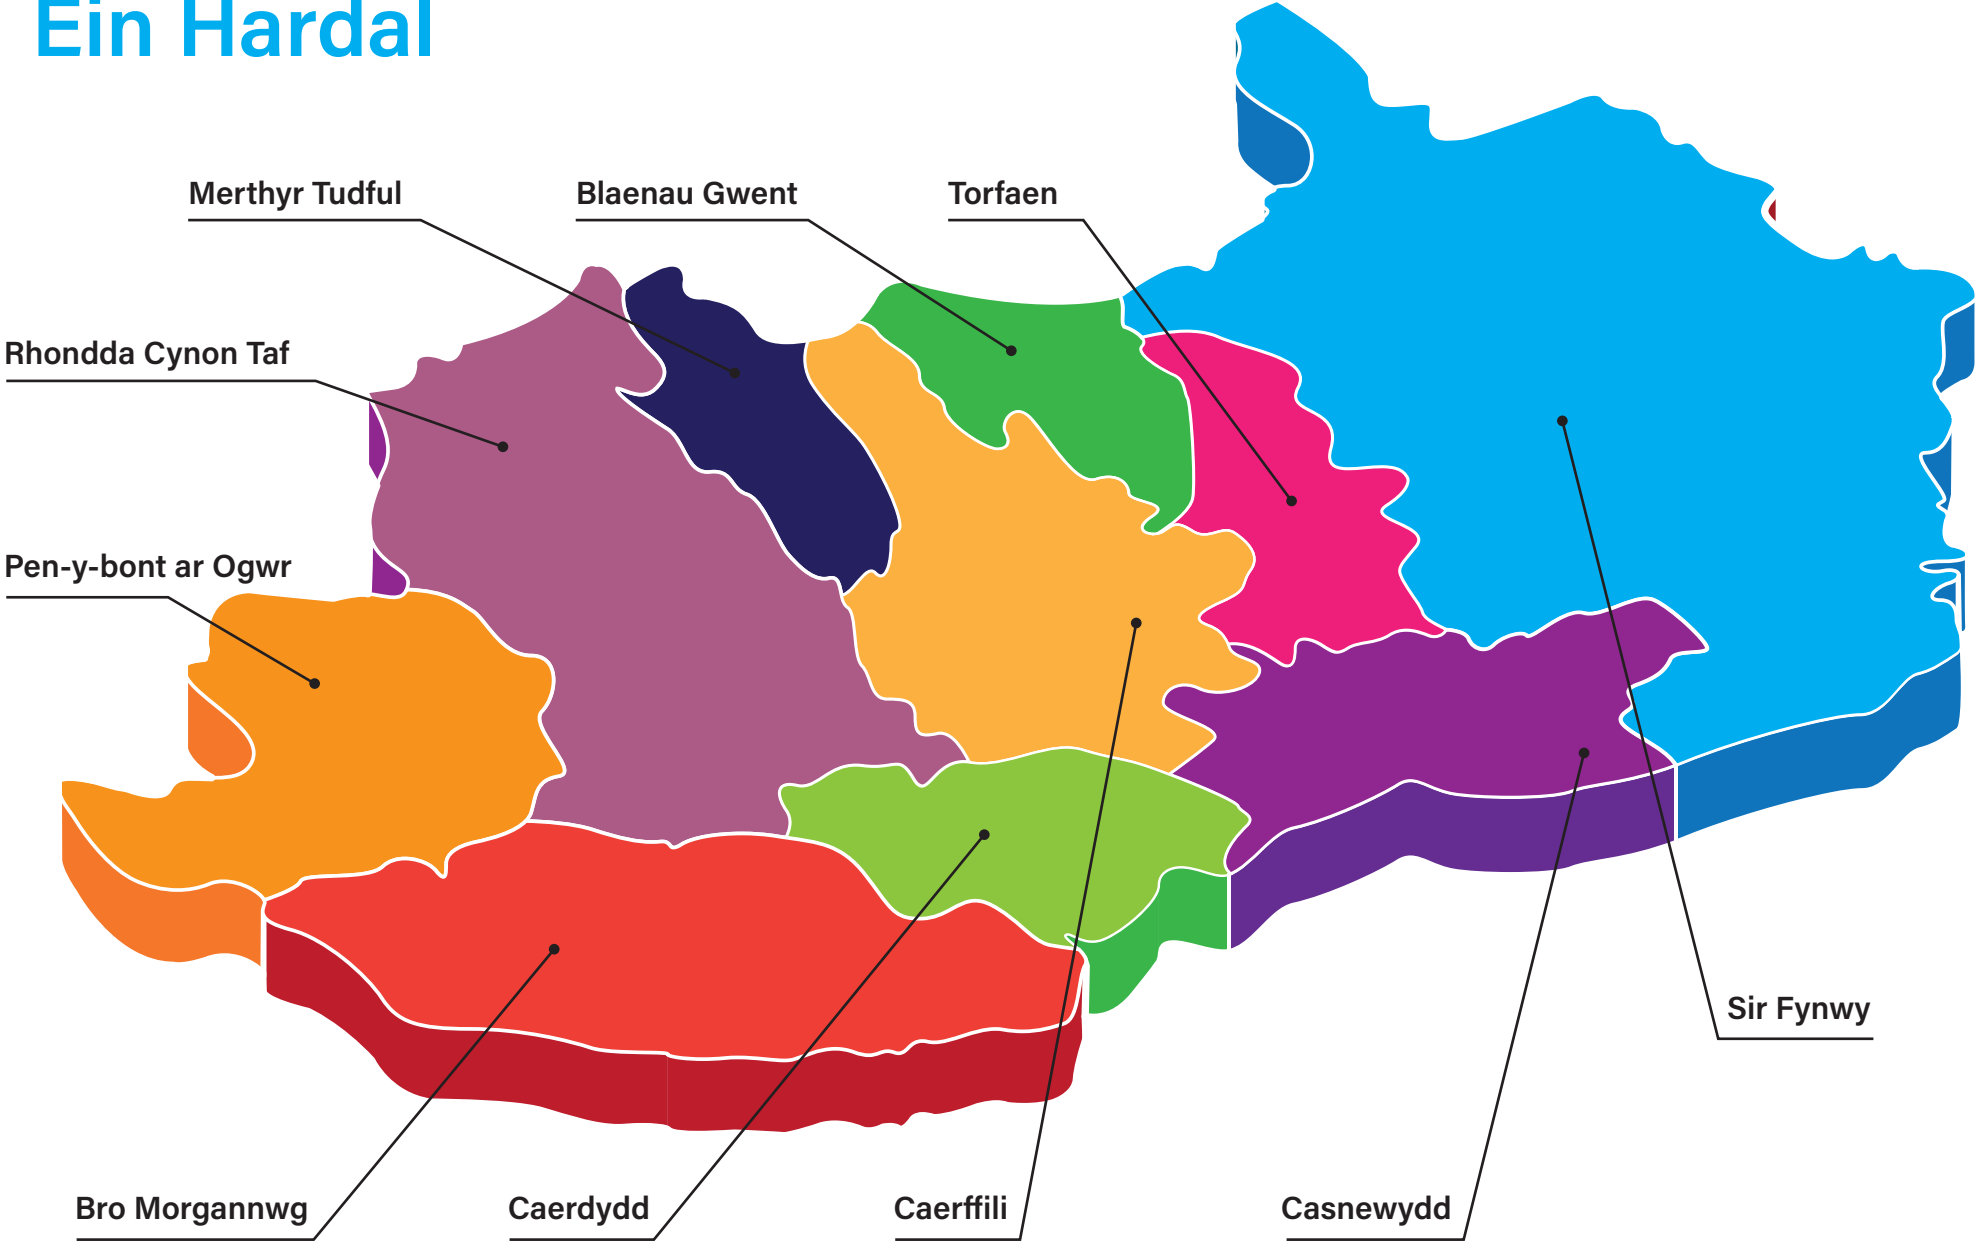 Ein Hardal
Merthyr Tudful
Blaenau Gwent
Torfaen
Rhondda Cynon Taf
Pen-y-bont ar Ogwr
Sir Fynwy
Bro Morgannwg
Caerdydd
Caerffili
Casnewydd